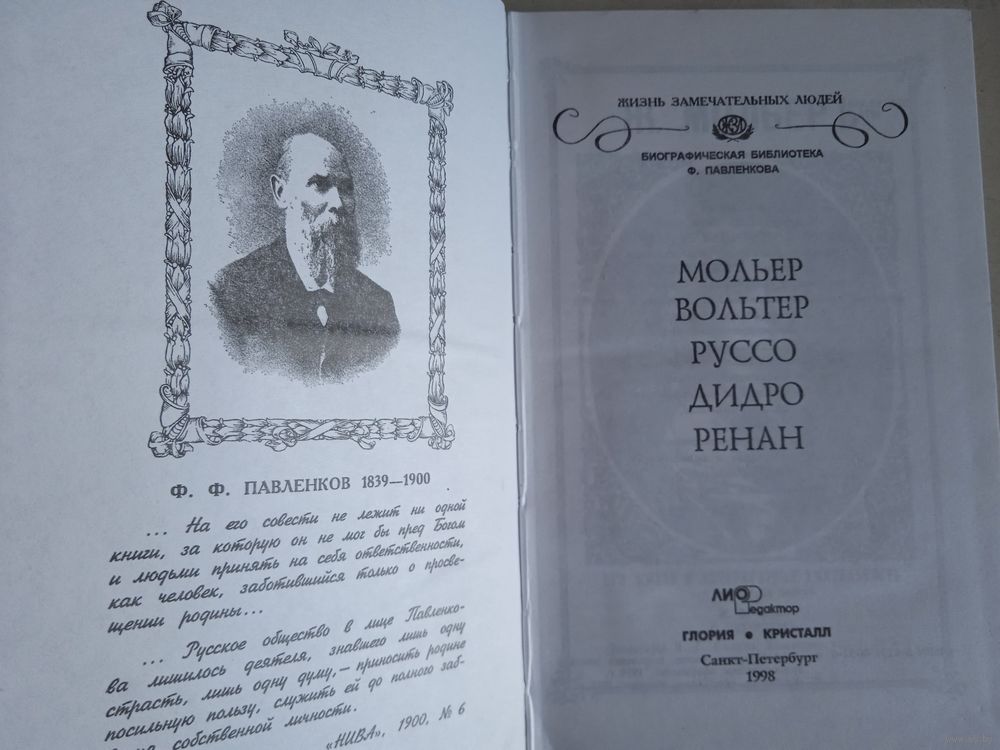 Ф. Ф. ПАВЛЕНКОВ 1839—1900
... На его совести не лежит ни одной
книги, за которую он не мог бы пред Богом
и людьми принять на себя ответственности,
как человек, заботившийся только о просве-
щении родины...
... Русское общество в лице Павленко-
ва лишилось деятеля, знавшего лишь одну
страсть, лишь одну думу,— приносить родине
посильную пользу, служить ей до полного заб-
собственной личности.
«НИВА», 1900, № 6
ЖИЗНЬ ЗАМЕЧАТЕЛЬНЫХ ЛЮДЕЙ
ЖЗЛ
БИОГРАФИЧЕСКАЯ БИБЛИОТЕКА
Ф. ПАВЛЕНКОВА
МОЛЬЕР
ВОЛЬТЕР
РУССО
ДИДРО
РЕНАН
ЛИО
Редактор
ГЛОРИЯ • КРИСТАЛЛ
Санкт-Петербург
1998